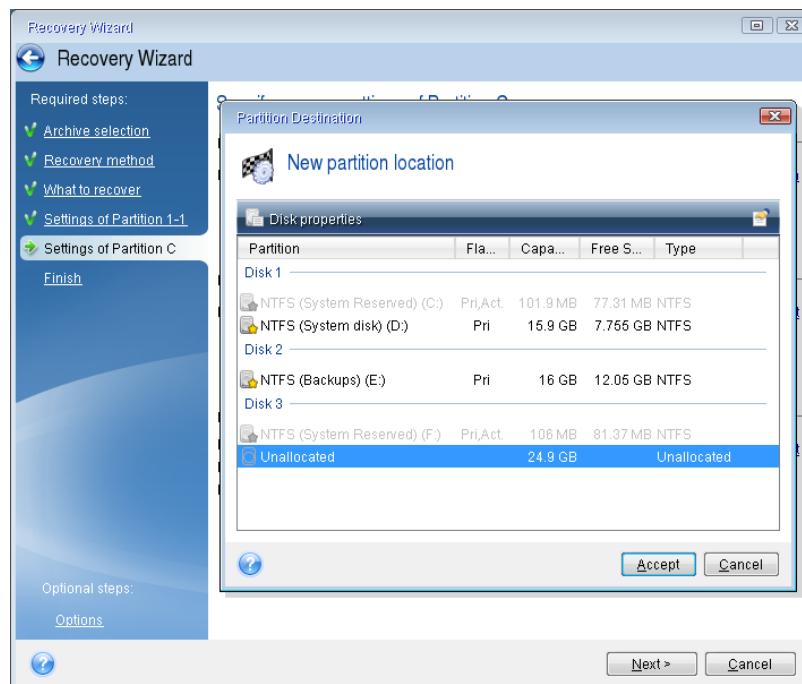 Recovery Wizard
Recovery Wizard
Required steps:
Archive selection
Recovery method
What to recover
Settings of Partition 1-1
Settings of Partition C
Finish
Optional steps:
Options
Partition Destination
New partition location
Disk properties
Partition Fla... Capa... Free S... Type
Disk 1
NTFS (System Reserved) (C:) Pri,Act. 101.9 MB 77.31 MB NTFS
NTFS (System disk) (D:) Pri 15.9 GB 7.755 GB NTFS
Disk 2
NTFS (Backups) (E:) Pri 16 GB 12.05 GB NTFS
Disk 3
NTFS (System Reserved) (F:) Pri,Act. 106 MB 81.37 MB NTFS
Unallocated 24.9 GB Unallocated
Accept Cancel
Next > Cancel